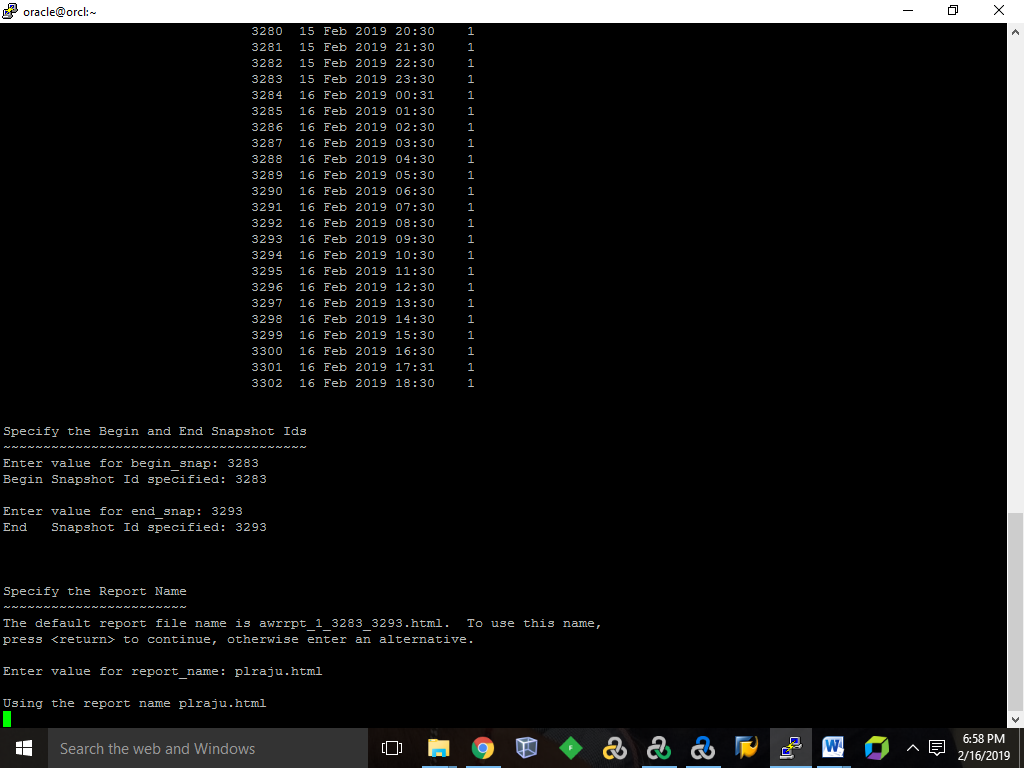 oracle@orcl:~
3280 15 Feb 2019 20:30 1
3281 15 Feb 2019 21:30 1
3282 15 Feb 2019 22:30 1
3283 15 Feb 2019 23:30 1
3284 16 Feb 2019 00:31 1
3285 16 Feb 2019 01:30 1
3286 16 Feb 2019 02:30 1
3287 16 Feb 2019 03:30 1
3288 16 Feb 2019 04:30 1
3289 16 Feb 2019 05:30 1
3290 16 Feb 2019 06:30 1
3291 16 Feb 2019 07:30 1
3292 16 Feb 2019 08:30 1
3293 16 Feb 2019 09:30 1
3294 16 Feb 2019 10:30 1
3295 16 Feb 2019 11:30 1
3296 16 Feb 2019 12:30 1
3297 16 Feb 2019 13:30 1
3298 16 Feb 2019 14:30 1
3299 16 Feb 2019 15:30 1
3300 16 Feb 2019 16:30 1
3301 16 Feb 2019 17:31 1
3302 16 Feb 2019 18:30 1
Specify the Begin and End Snapshot Ids
~~~~~~~~~~~~~~~~~~~~~~~~~~~~~~~~~~~~~~
Enter value for begin_snap: 3283
Begin Snapshot Id specified: 3283
Enter value for end_snap: 3293
End   Snapshot Id specified: 3293
Specify the Report Name
~~~~~~~~~~~~~~~~~~~~~~~
The default report file name is awrrpt_1_3283_3293.html.  To use this name,
press <return> to continue, otherwise enter an alternative.
Enter value for report_name: plraju.html
Using the report name plraju.html
Search the web and Windows
6:58 PM
2/16/2019